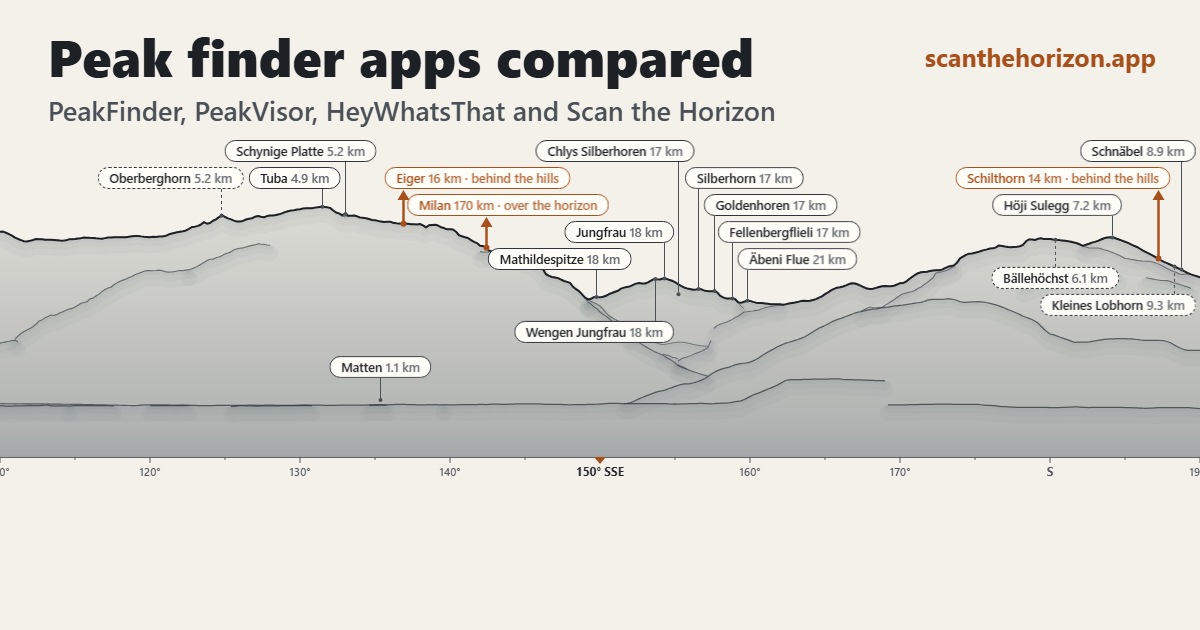 Peak finder apps compared
scanthehorizon.app
PeakFinder, PeakVisor, HeyWhatsThat and Scan the Horizon
Schynige Platte 5.2 km
Chlys Silberhoren 17 km
Schnäbel 8.9 km
Oberberghorn 5.2 km
Tuba 4.9 km
Eiger 16 km · behind the hills
Silberhorn 17 km
Schilthorn 14 km · behind the hills
Milan 170 km · over the horizon
Goldenhoren 17 km
Höji Sulegg 7.2 km
Jungfrau 18 km
Fellenbergflieli 17 km
Mathildespitze 18 km
Äbeni Flue 21 km
Bällehöchst 6.1 km
Kleines Lobhorn 9.3 km
Wengen Jungfrau 18 km
Matten 1.1 km
0°
120°
130°
140°
150° SSE
160°
170°
S
19